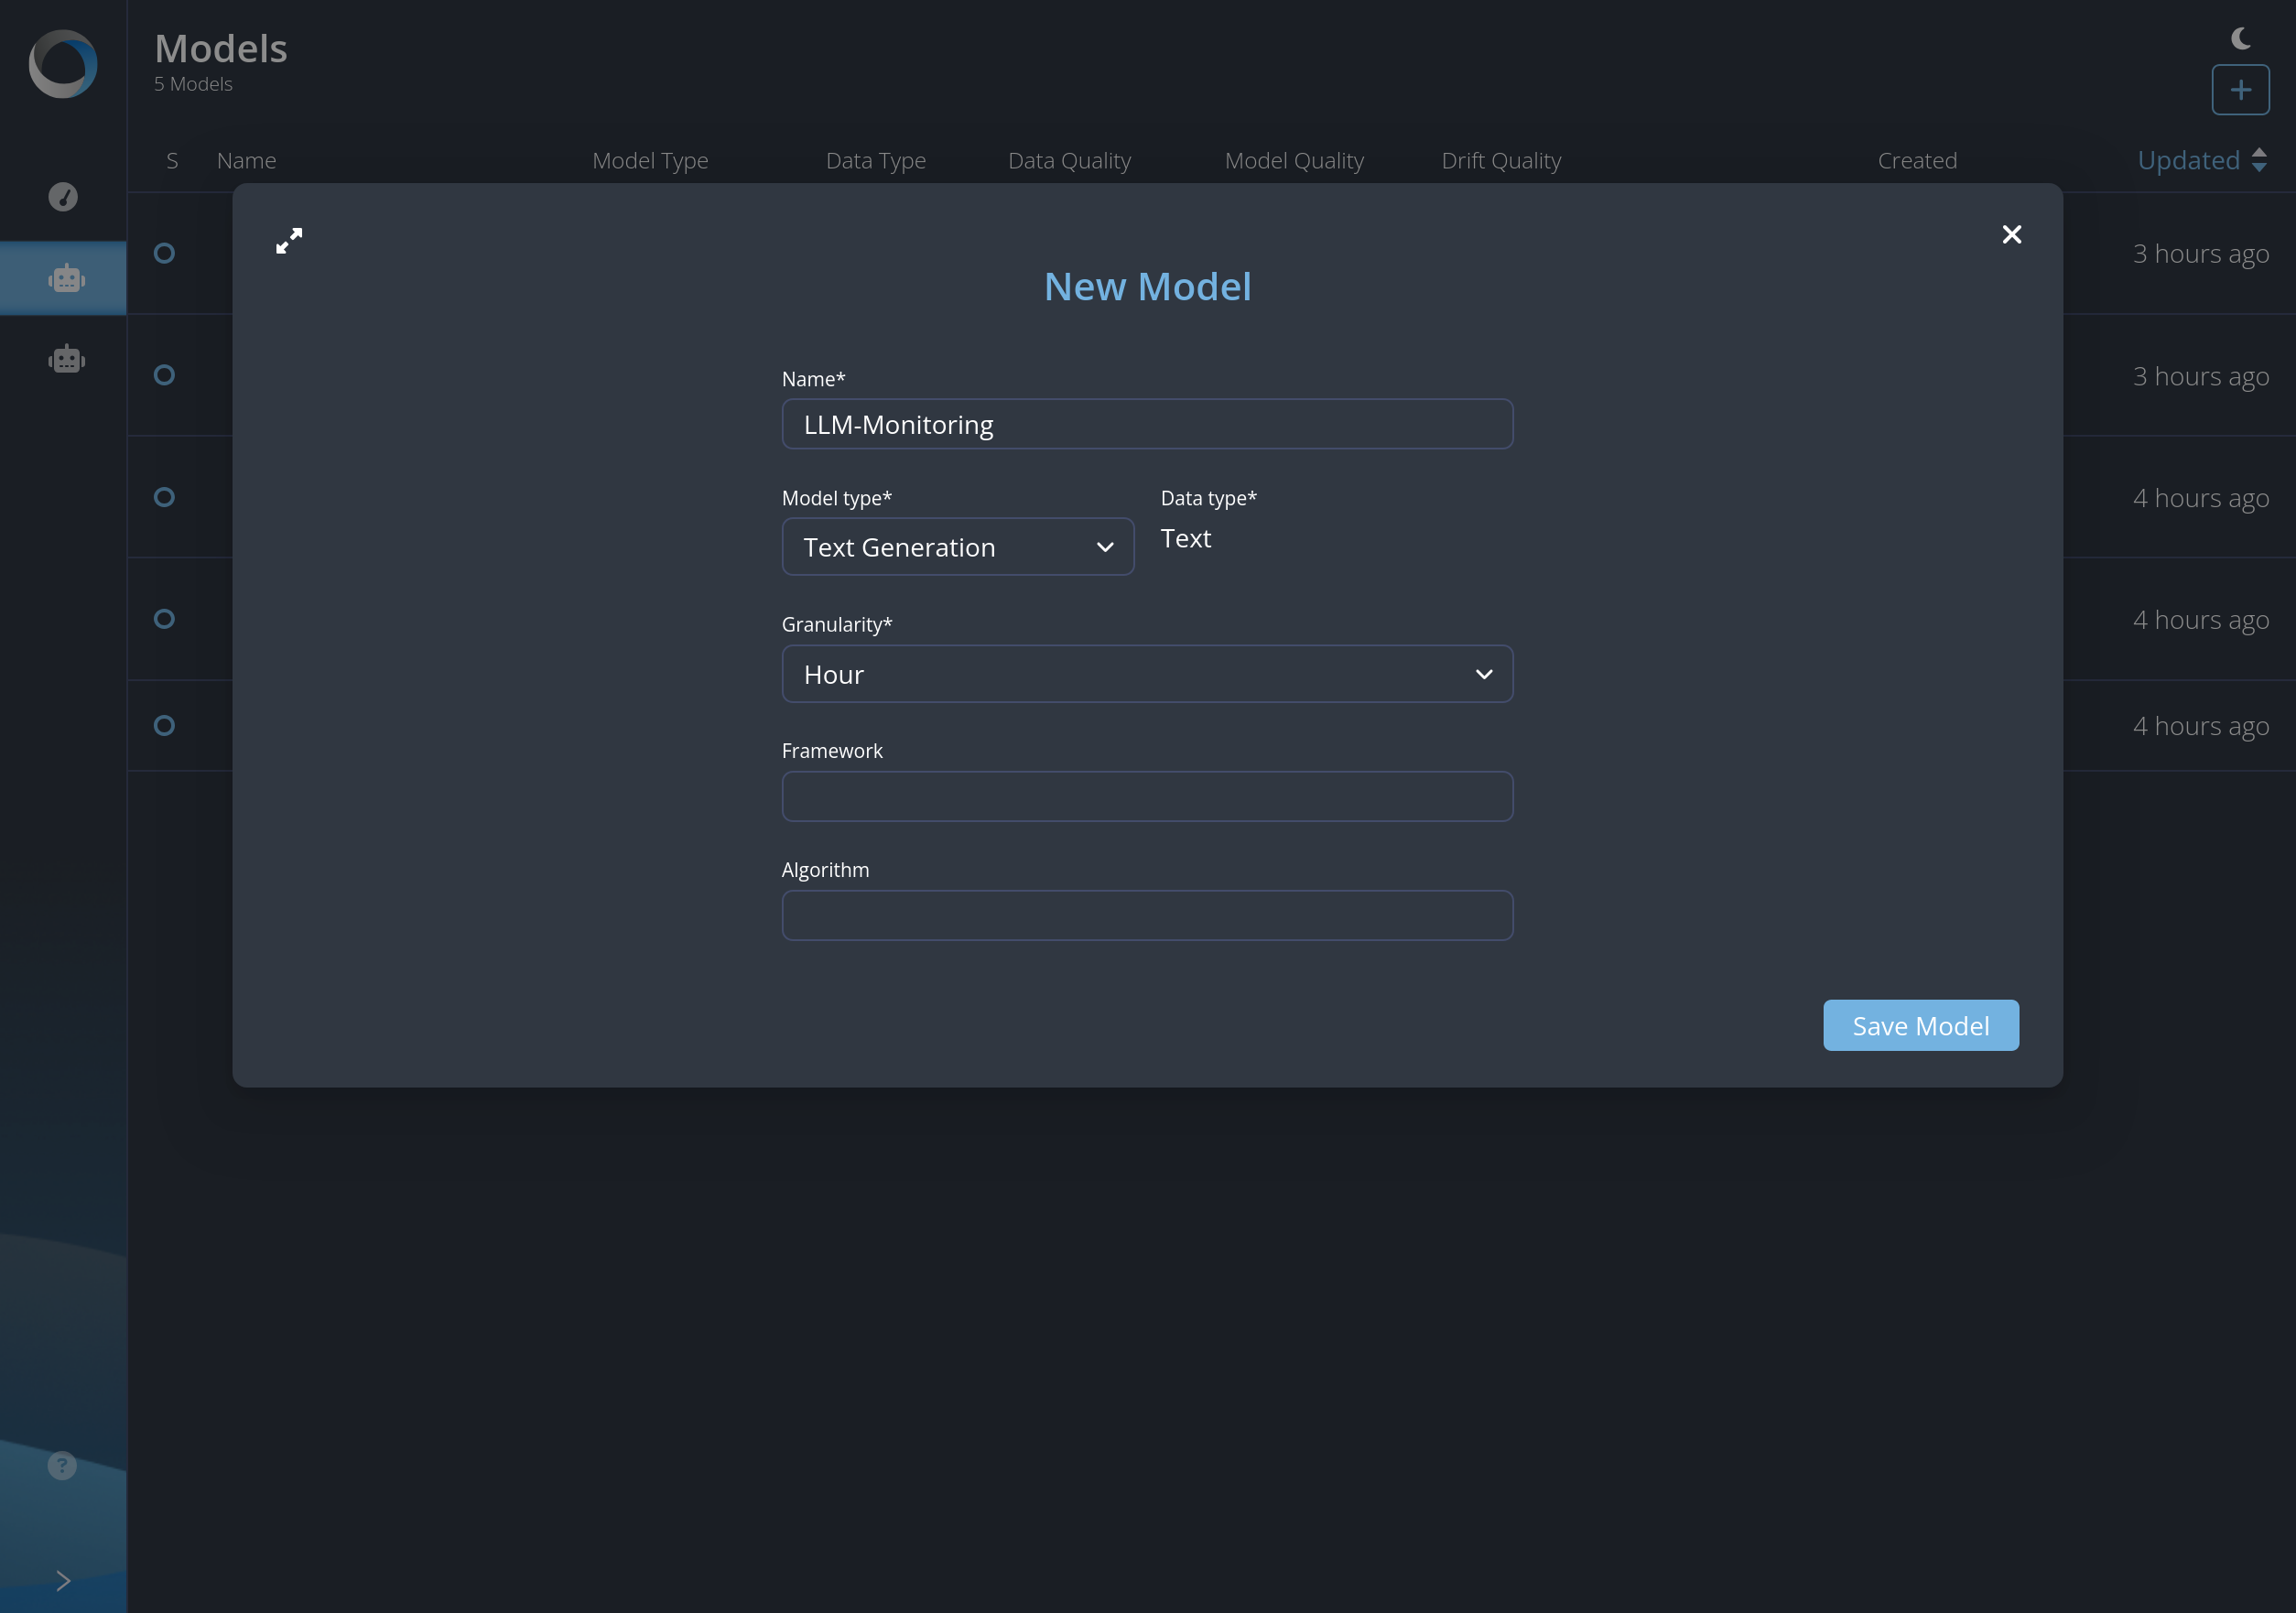 Models
5 Models
S Name Model Type Data Type Data Quality Model Quality Drift Quality Created Updated
3 hours ago
3 hours ago
4 hours ago
4 hours ago
4 hours ago
New Model
Name*
LLM-Monitoring
Model type* Data type*
Text Generation Text
Granularity*
Hour
Framework
Algorithm
Save Model
?